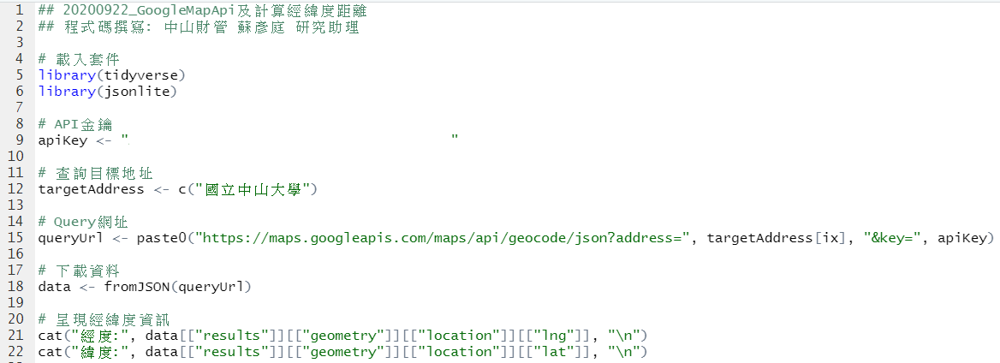 1 ## 20200922_GoogleMapApi及計算經緯度距離
2 ## 程式碼撰寫: 中山財管 蘇彥庭 研究助理
3
4 # 載入套件
5 library(tidyverse)
6 library(jsonlite)
7
8 # API金鑰
9 apiKey <- " "
10
11 # 查詢目標地址
12 targetAddress <- c("國立中山大學")
13
14 # Query網址
15 queryUrl <- paste0("https://maps.googleapis.com/maps/api/geocode/json?address=", targetAddress[ix], "&key=", apiKey)
16
17 # 下載資料
18 data <- fromJSON(queryUrl)
19
20 # 呈現經緯度資訊
21 cat("經度:", data[["results"]][["geometry"]][["location"]][["lng"]], "\n")
22 cat("緯度:", data[["results"]][["geometry"]][["location"]][["lat"]], "\n")